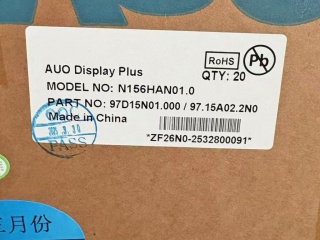 AUO Display Plus
RoHS
Pb
QTY: 20
MODEL NO: N156HAN01.0
PART NO: 97D15N01.000 / 97.15A02.2N0
Made in China
PASS
*ZF26N0-2532800091*
月份